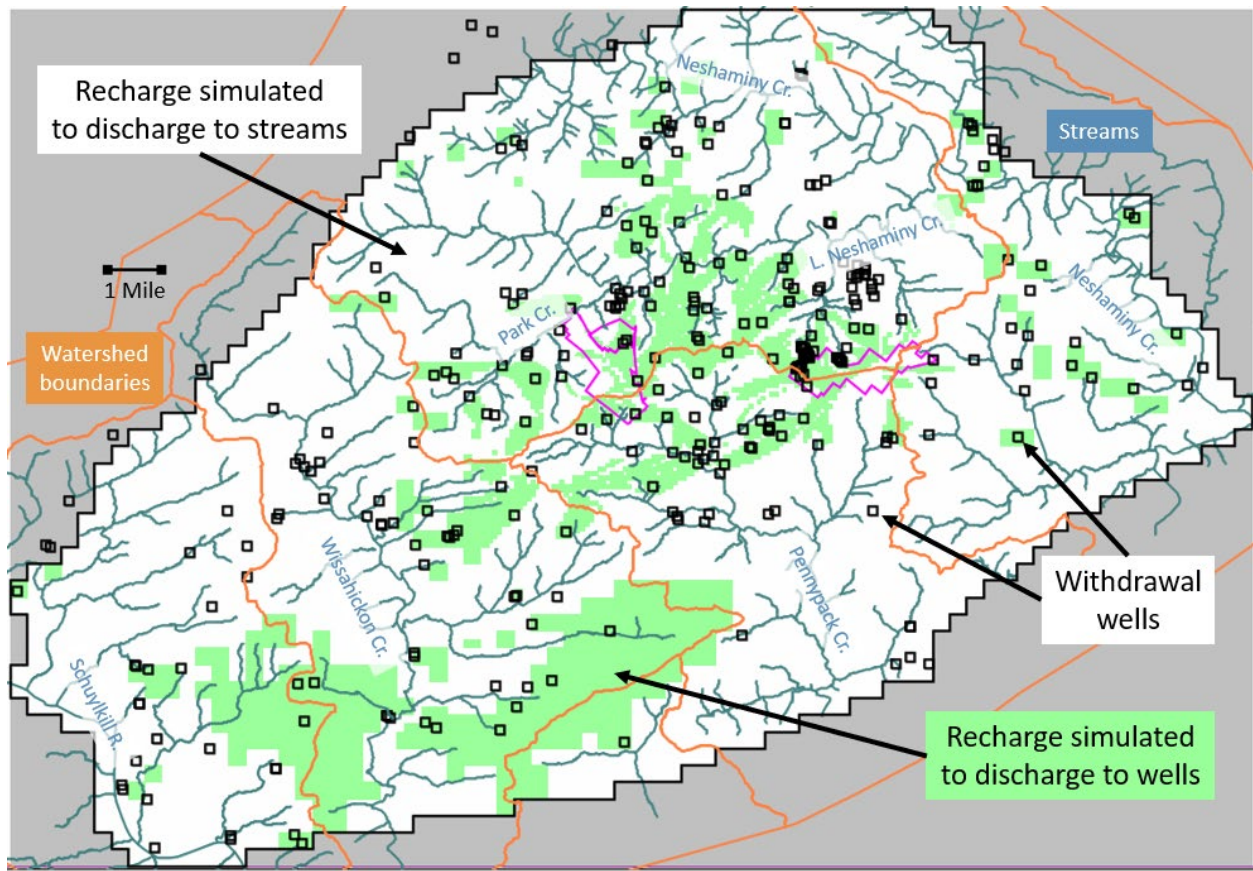 Neshaminy Cr.
Recharge simulated
to discharge to streams
Streams
L. Neshaminy Cr.
Neshaminy Cr.
1 Mile
Park Cr.
Watershed
boundaries
Wissahickon Cr.
Pennypack Cr.
Withdrawal
wells
Schuylkill R.
Recharge simulated
to discharge to wells